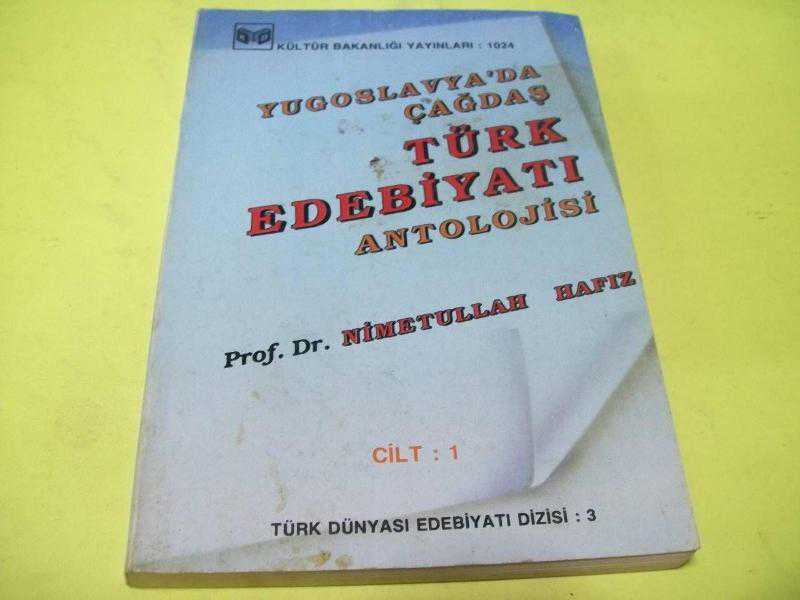 KÜLTÜR BAKANLIĞI YAYINLARI : 1024
YUGOSLAVYA'DA
ÇAĞDAŞ
TÜRK
EDEBİYATI
ANTOLOJİSİ
Prof. Dr. NİMETULLAH HAFIZ
CİLT : 1
TÜRK DÜNYASI EDEBİYATI DİZİSİ : 3